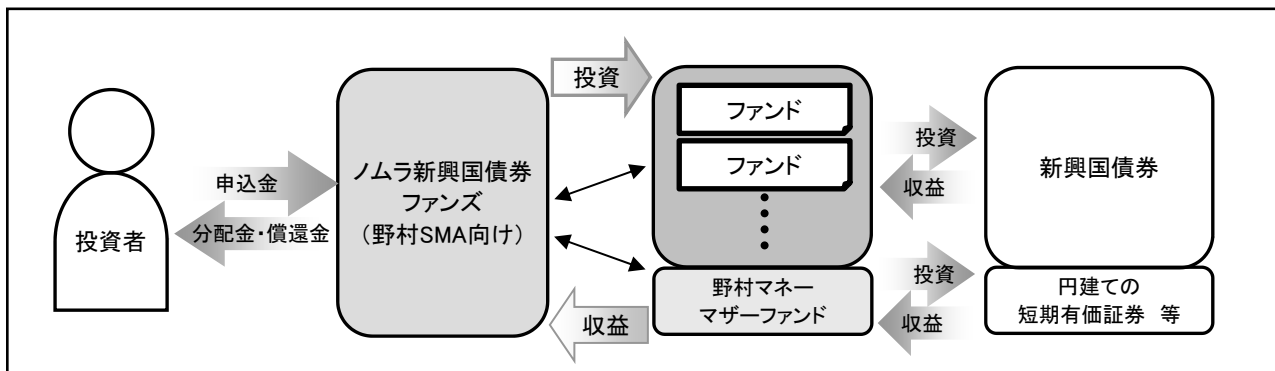 投資者
申込金
分配金・償還金
ノムラ新興国債券
ファンズ
（野村SMA向け）
投資
収益
ファンド
ファンド
野村マネー
マザーファンド
投資
収益
投資
収益
新興国債券
円建ての
短期有価証券　等